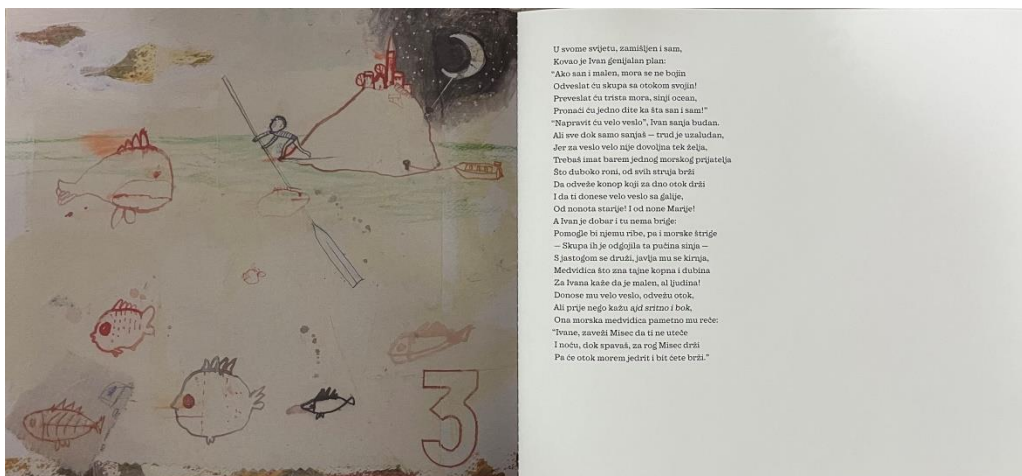 3
U svome svijetu, zamišljen i sam,
Kovao je Ivan genijalan plan:
“Ako san i malen, mora se ne bojin
Odveslat ću skupa sa otokom svojin!
Preveslat ću trista mora, sinji ocean,
Pronaći ću jedno dite ka šta san i sam!”
“Napravit ću velo veslo”, Ivan sanja budan.
Ali sve dok samo sanjaš — trud je uzaludan,
Jer za veslo velo nije dovoljna tek želja,
Trebaš imat barem jednog morskog prijatelja
Što duboko roni, od svih struja brži
Da odveže konop koji za dno otok drži
I da ti donese velo veslo sa galije,
Od nonota starije! I od none Marije!
A Ivan je dobar i tu nema brige:
Pomogle bi njemu ribe, pa i morske štrige
— Skupa ih je odgojila ta pučina sinja —
S jastogom se druži, javlja mu se kirnja,
Medvidica što zna tajne kopna i dubina
Za Ivana kaže da je malen, al ljudina!
Donose mu velo veslo, odvežu otok,
Ali prije nego kažu ajd sritno i bok,
Ona morska medvidica pametno mu reče:
“Ivane, zaveži Misec da ti ne uteče
I noću, dok spavaš, za rog Misec drži
Pa će otok morem jedrit i bit ćete brži.”